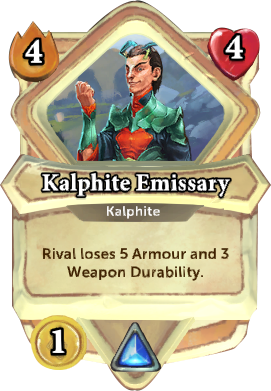 4
4
Kalphite Emissary
Kalphite
Rival loses 5 Armour and 3
Weapon Durability.
1